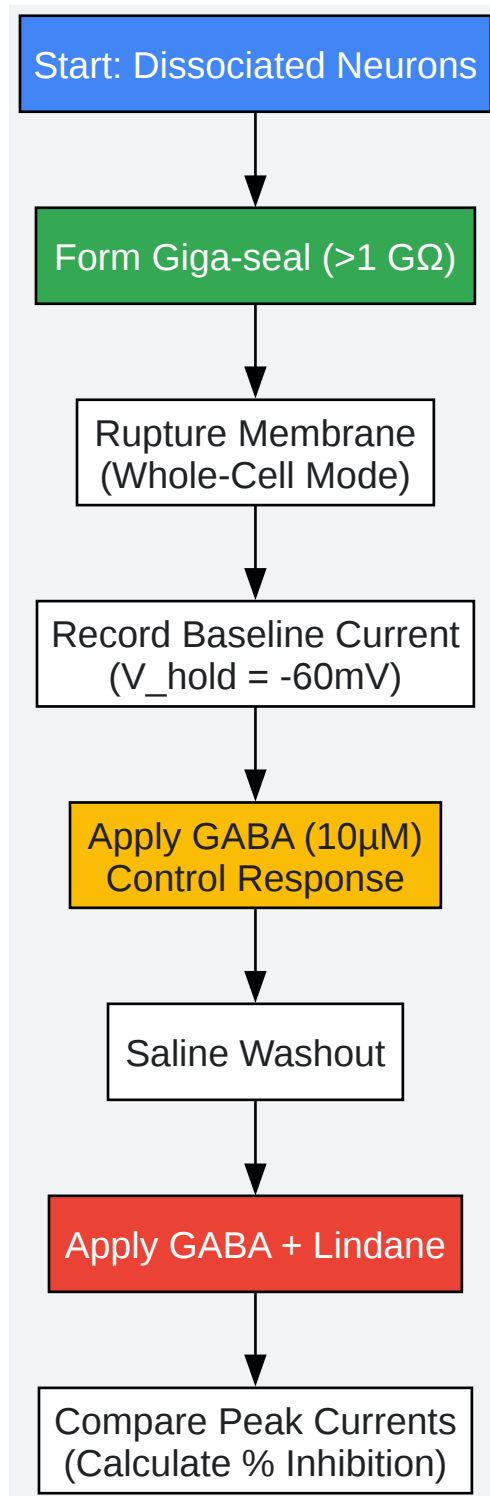 Start: Dissociated Neurons
Form Giga-seal (>1 GΩ)
Rupture Membrane
(Whole-Cell Mode)
Record Baseline Current
(V_hold = -60mV)
Apply GABA (10µM)
Control Response
Saline Washout
Apply GABA + Lindane
Compare Peak Currents
(Calculate % Inhibition)